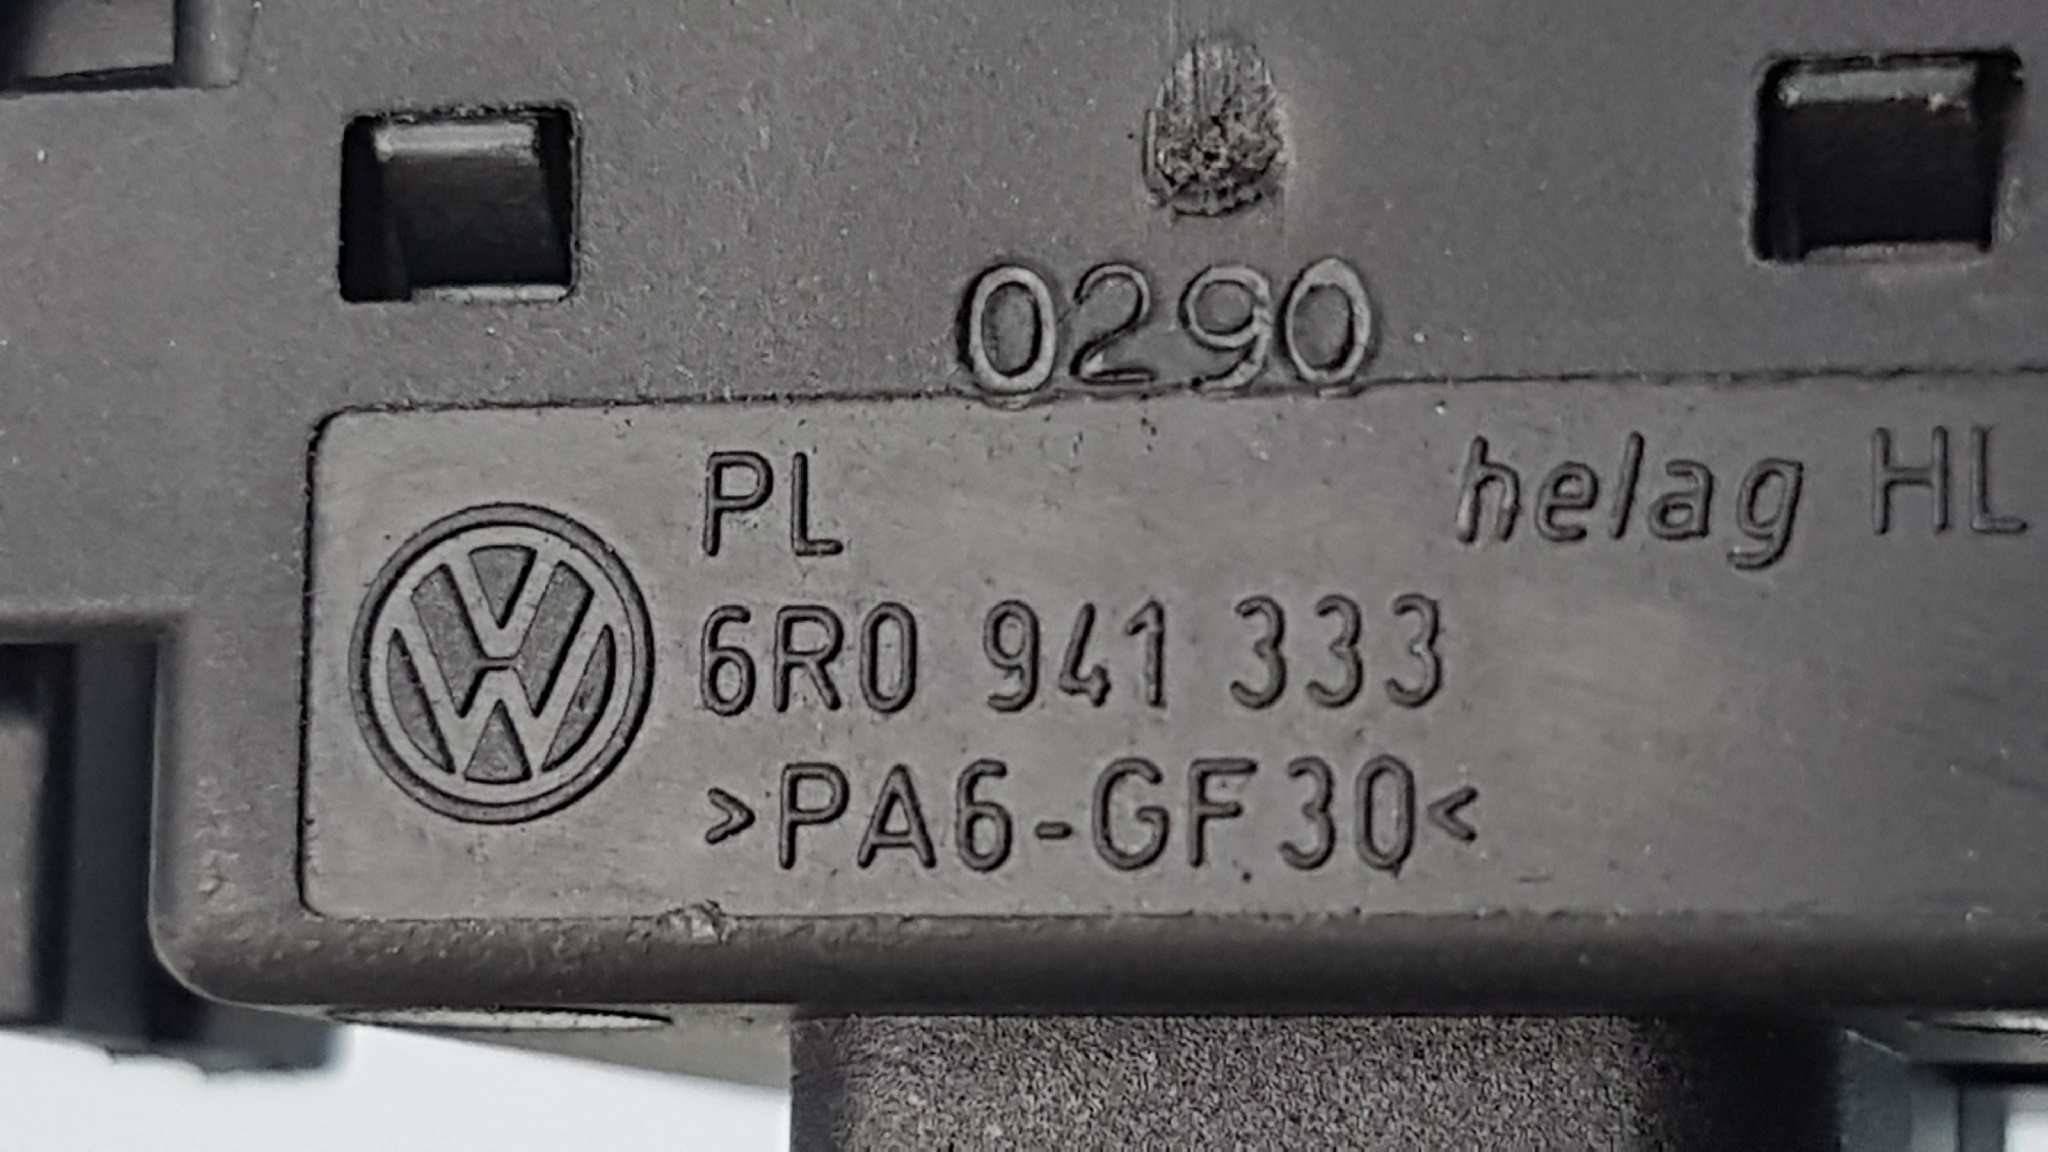 0290
PL helag HL
6R0 941 333
>PA6-GF30<